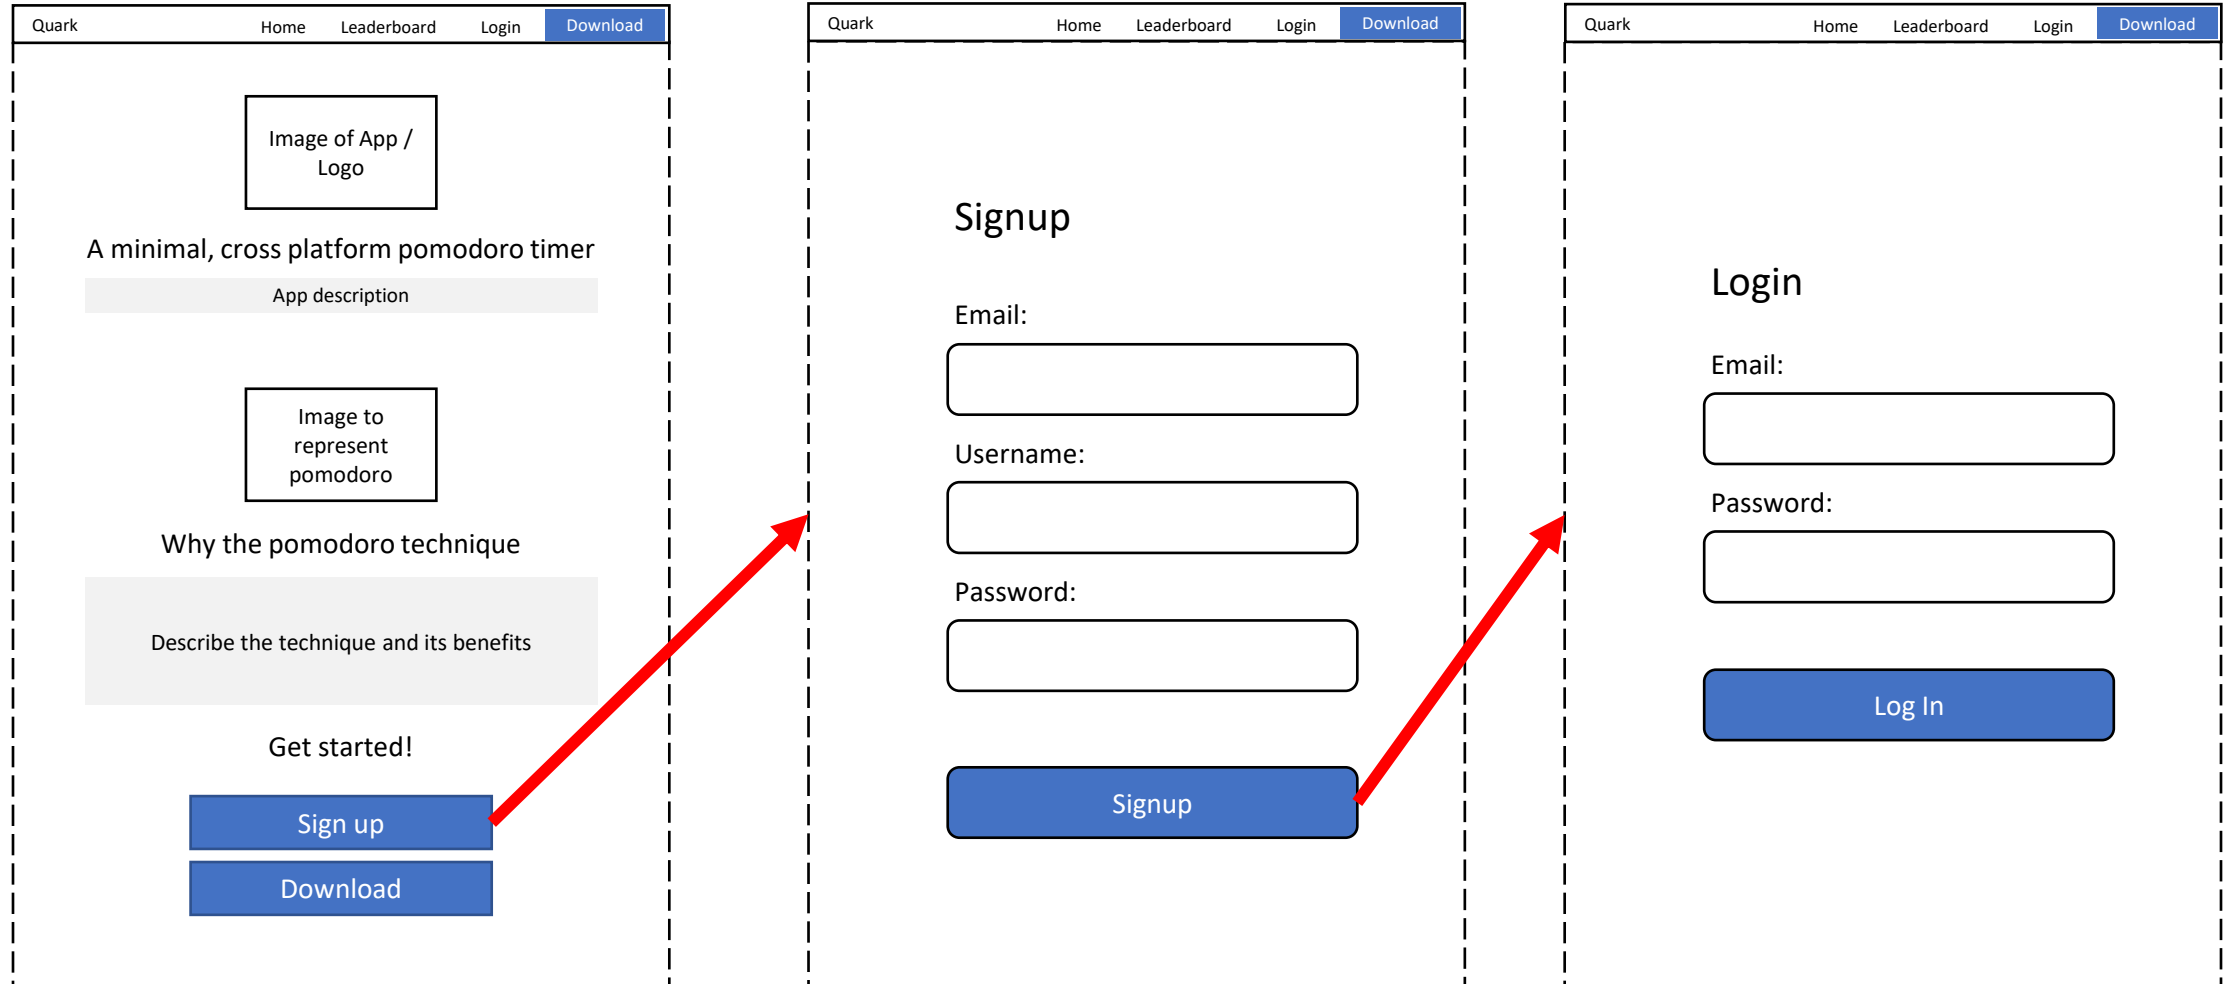 Quark Home Leaderboard Login Download
Image of App /
Logo
A minimal, cross platform pomodoro timer
App description
Image to
represent
pomodoro
Why the pomodoro technique
Describe the technique and its benefits
Get started!
Sign up
Download
Quark Home Leaderboard Login Download
Signup
Email:
Username:
Password:
Signup
Quark Home Leaderboard Login Download
Login
Email:
Password:
Log In